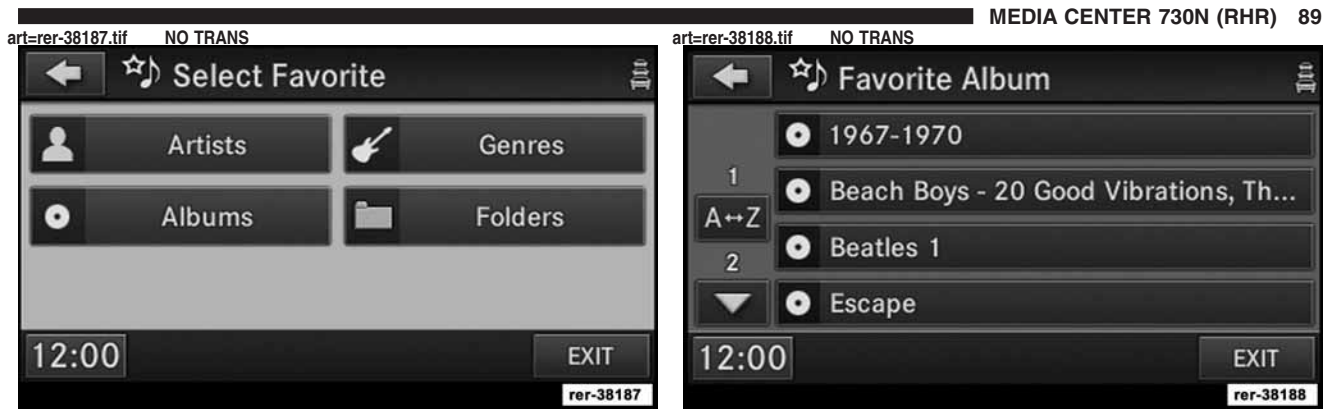 MEDIA CENTER 730N (RHR) 89
art=rer-38187.tif NO TRANS
Select Favorite
Artists
Genres
Albums
Folders
12:00
EXIT
rer-38187
art=rer-38188.tif NO TRANS
Favorite Album
1
A↔Z
2
1967-1970
Beach Boys - 20 Good Vibrations, Th...
Beatles 1
Escape
12:00
EXIT
rer-38188